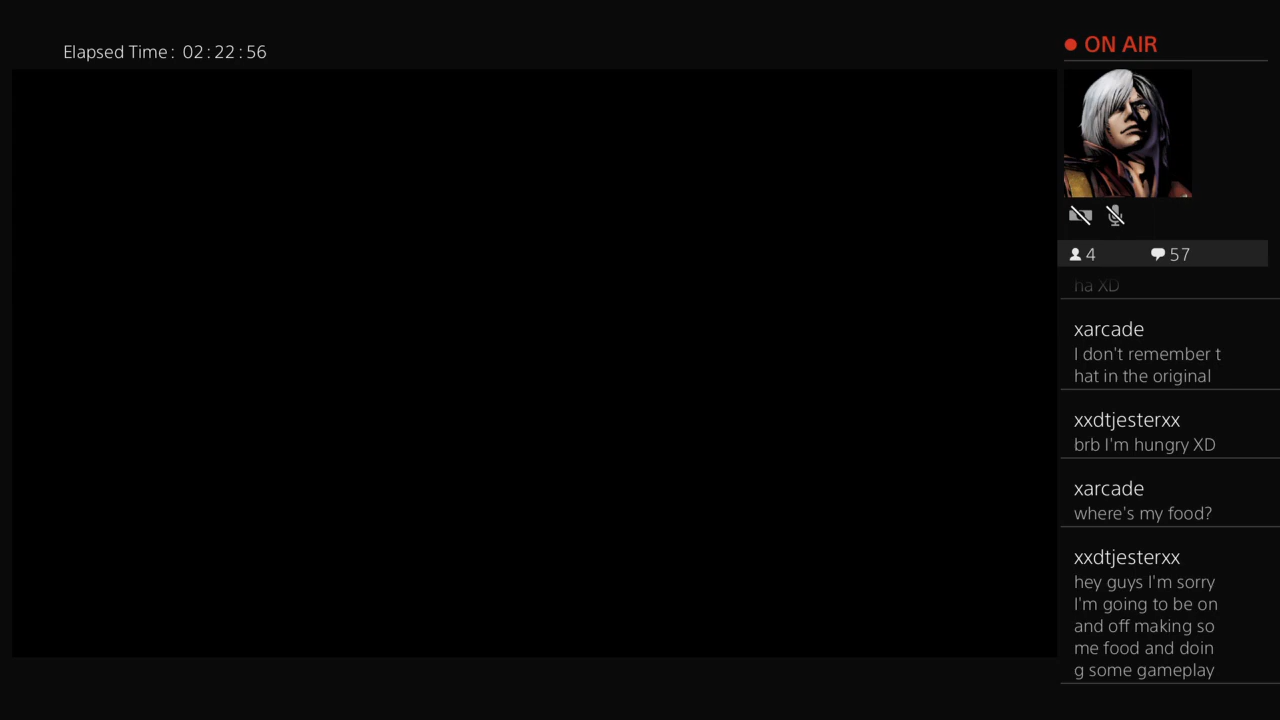 Elapsed Time: 02:22:56
ON AIR
4 57
ha XD
xarcade
I don't remember t
hat in the original
xxdtjesterxx
brb I'm hungry XD
xarcade
where's my food?
xxdtjesterxx
hey guys I'm sorry
I'm going to be on
and off making so
me food and doin
g some gameplay